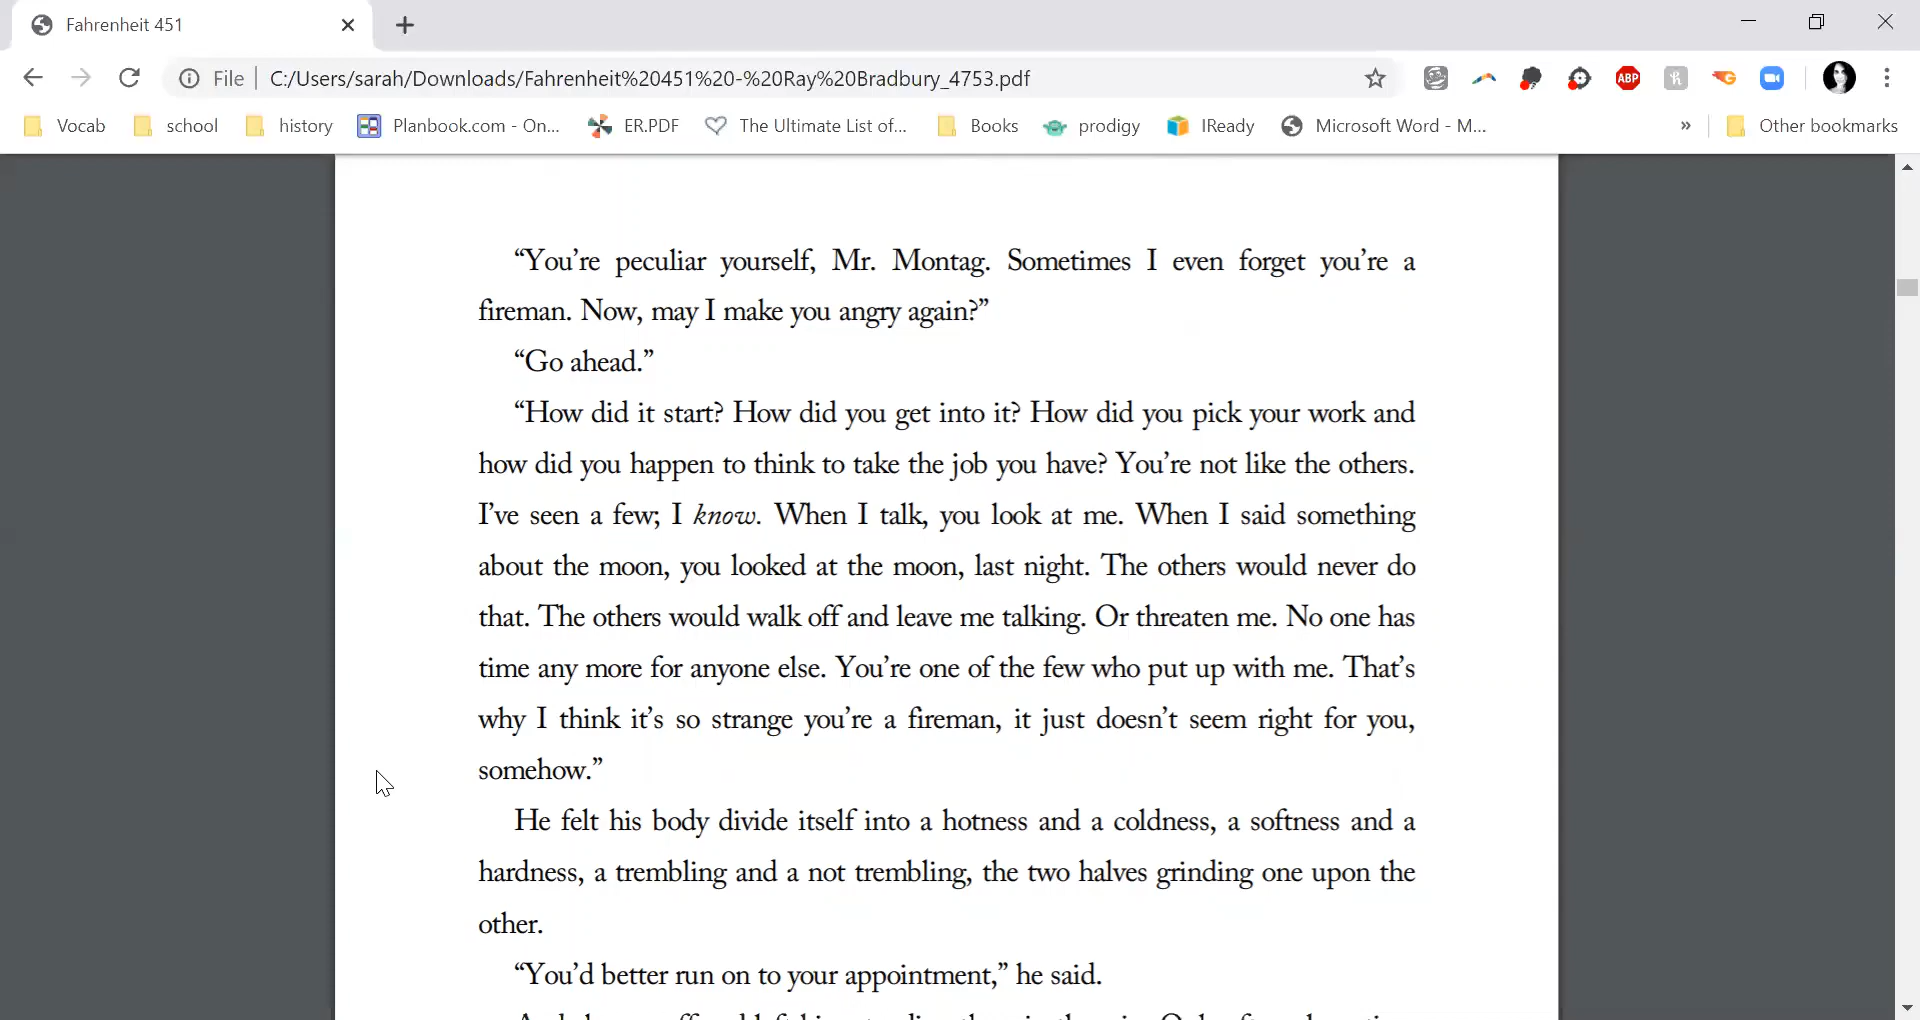 Fahrenheit 451
File
C:/Users/sarah/Downloads/Fahrenheit%20451%20-%20Ray%20Bradbury_4753.pdf
ABP
Vocab school history Planbook.com - On... ER.PDF The Ultimate List of... Books prodigy IReady Microsoft Word - M... » Other bookmarks
“You’re peculiar yourself, Mr. Montag. Sometimes I even forget you’re a
fireman. Now, may I make you angry again?”
“Go ahead.”
“How did it start? How did you get into it? How did you pick your work and
how did you happen to think to take the job you have? You’re not like the others.
I’ve seen a few; I know. When I talk, you look at me. When I said something
about the moon, you looked at the moon, last night. The others would never do
that. The others would walk off and leave me talking. Or threaten me. No one has
time any more for anyone else. You’re one of the few who put up with me. That’s
why I think it’s so strange you’re a fireman, it just doesn’t seem right for you,
somehow.”
He felt his body divide itself into a hotness and a coldness, a softness and a
hardness, a trembling and a not trembling, the two halves grinding one upon the
other.
“You’d better run on to your appointment,” he said.